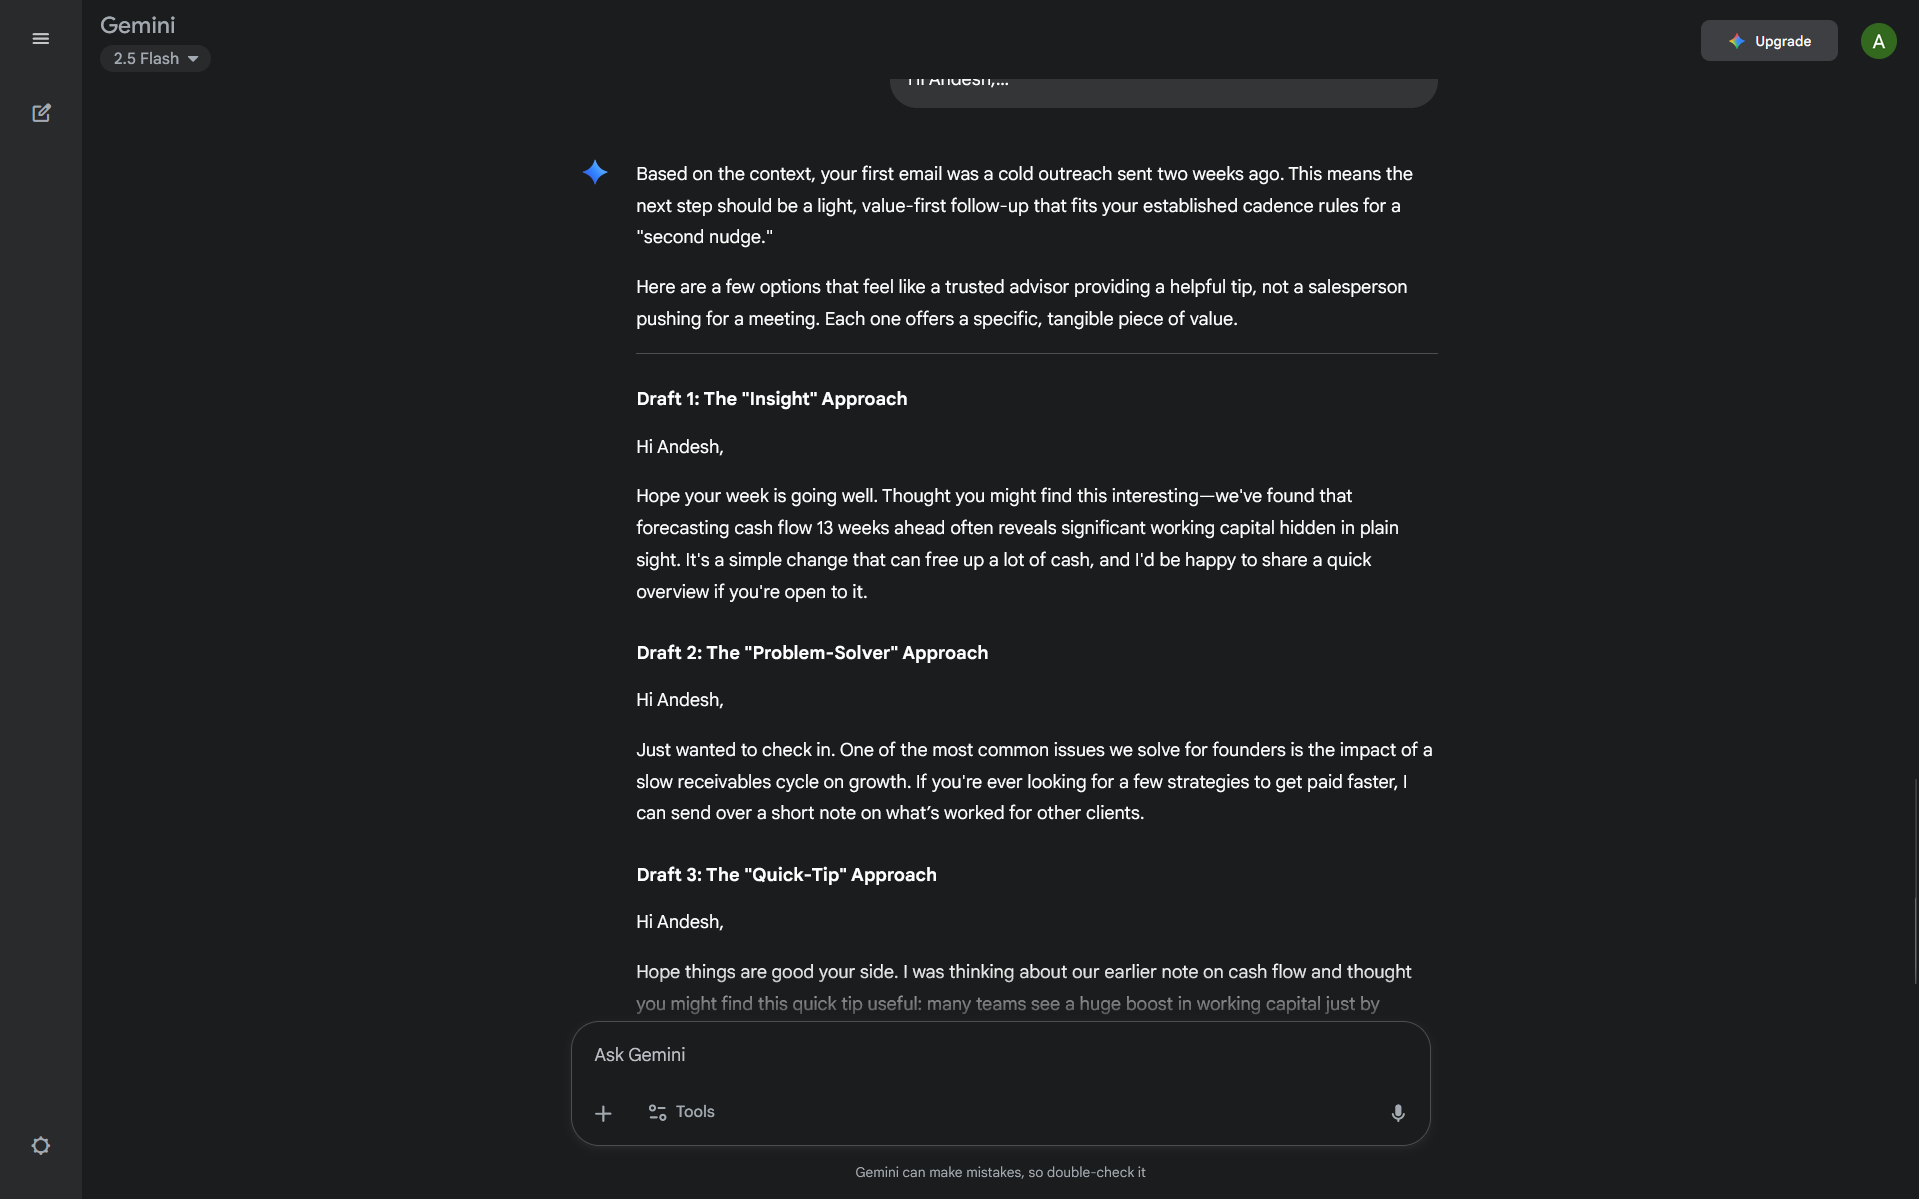 Gemini
2.5 Flash
Upgrade
A
Hi Andesh,...
Based on the context, your first email was a cold outreach sent two weeks ago. This means the
next step should be a light, value-first follow-up that fits your established cadence rules for a
"second nudge."
Here are a few options that feel like a trusted advisor providing a helpful tip, not a salesperson
pushing for a meeting. Each one offers a specific, tangible piece of value.
Draft 1: The "Insight" Approach
Hi Andesh,
Hope your week is going well. Thought you might find this interesting—we've found that
forecasting cash flow 13 weeks ahead often reveals significant working capital hidden in plain
sight. It's a simple change that can free up a lot of cash, and I'd be happy to share a quick
overview if you're open to it.
Draft 2: The "Problem-Solver" Approach
Hi Andesh,
Just wanted to check in. One of the most common issues we solve for founders is the impact of a
slow receivables cycle on growth. If you're ever looking for a few strategies to get paid faster, I
can send over a short note on what’s worked for other clients.
Draft 3: The "Quick-Tip" Approach
Hi Andesh,
Hope things are good your side. I was thinking about our earlier note on cash flow and thought
you might find this quick tip useful: many teams see a huge boost in working capital just by
Ask Gemini
Tools
Gemini can make mistakes, so double-check it